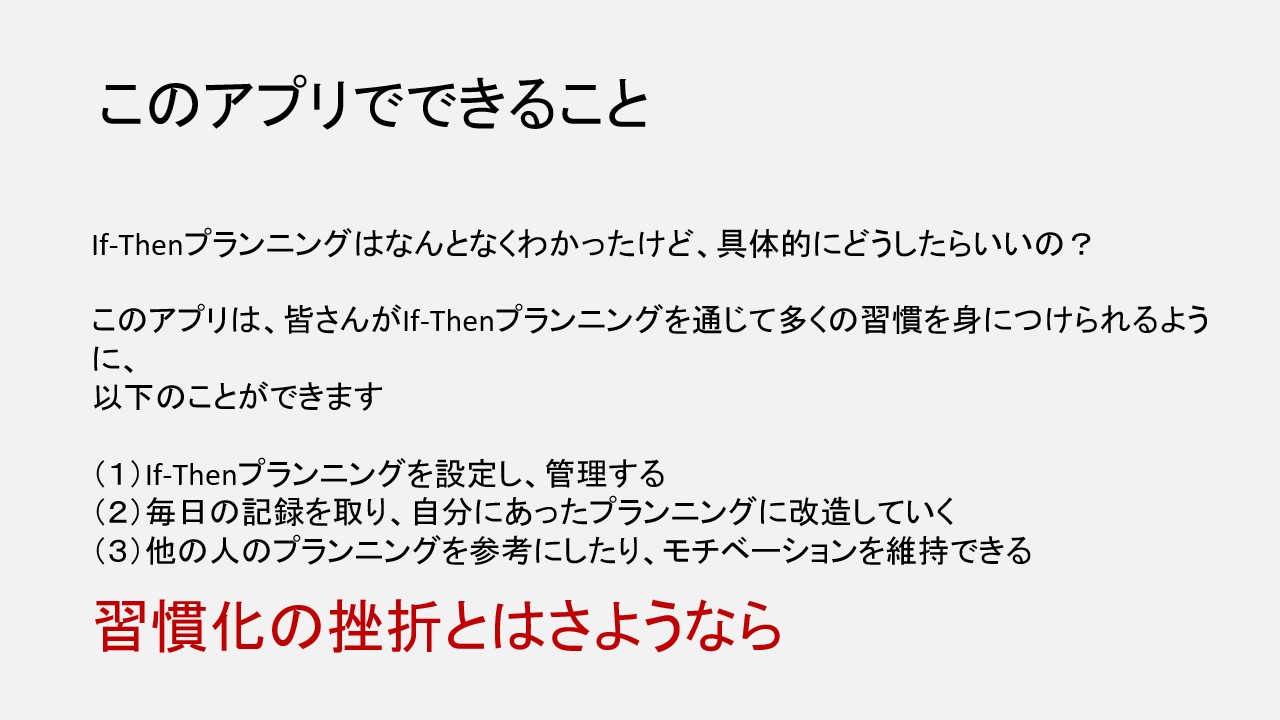 このアプリでできること
If-Thenプランニングはなんとなくわかったけど、具体的にどうしたらいいの？
このアプリは、皆さんがIf-Thenプランニングを通じて多くの習慣を身につけられるよう
に、
以下のことができます
（１）If-Thenプランニングを設定し、管理する
（２）毎日の記録を取り、自分にあったプランニングに改造していく
（３）他の人のプランニングを参考にしたり、モチベーションを維持できる
習慣化の挫折とはさようなら